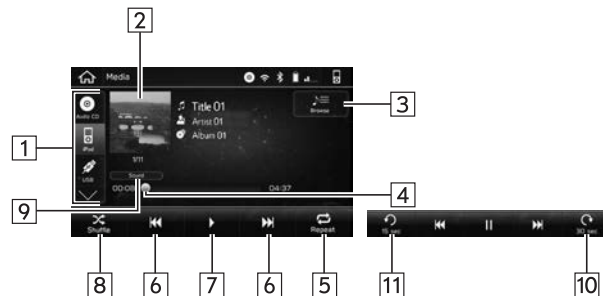 2
Media
1
Audio CD
iPod
USB
Title 01
Artist 01
Album 01
1/11
Browse
3
Sound
00:08
04:37
4
9
Shuffle
Repeat
15 sec
30 sec
8
6
7
6
5
11
10